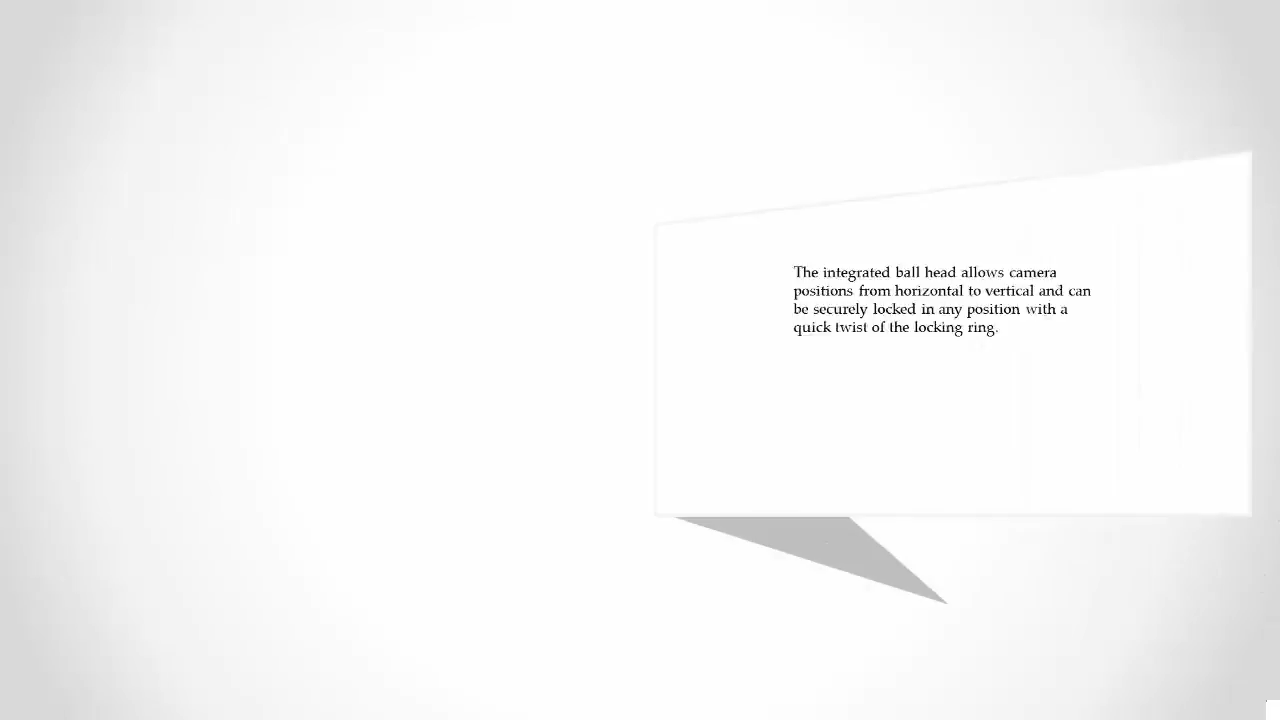 The integrated ball head allows camera
positions from horizontal to vertical and can
be securely locked in any position with a
quick twist of the locking ring.